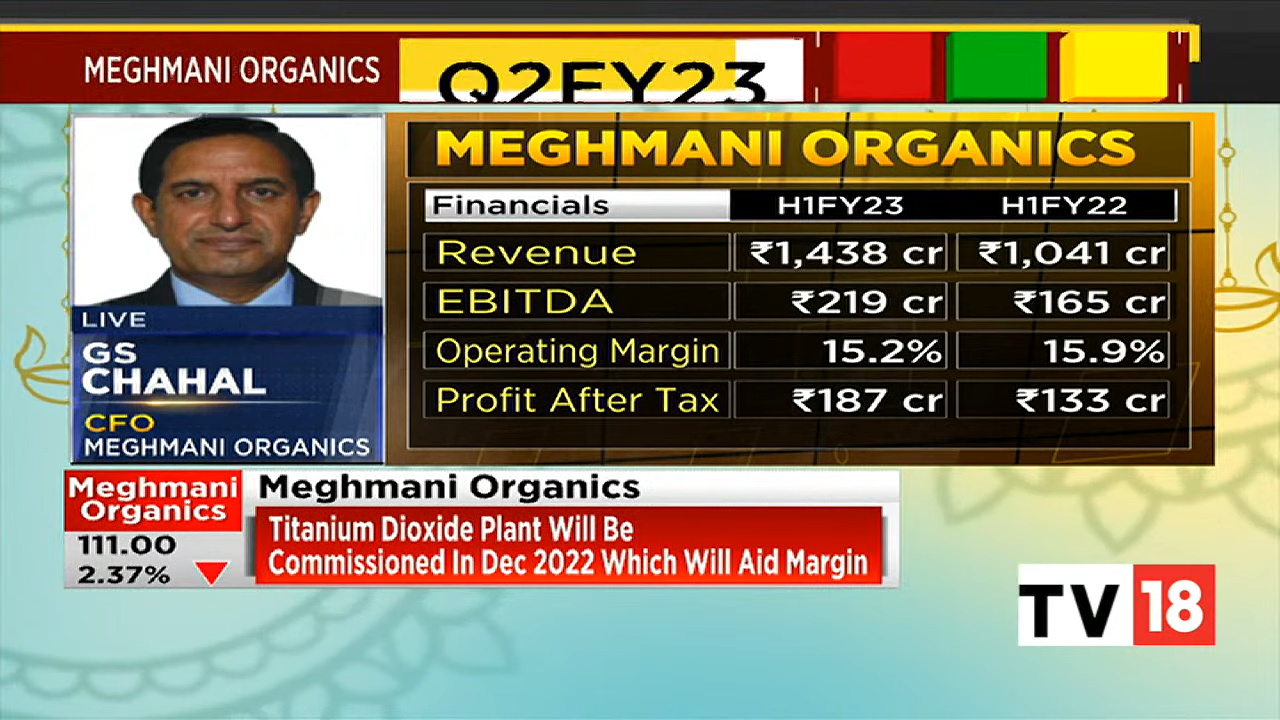 MEGHMANI ORGANICS
Q2FY23
MEGHMANI ORGANICS
Financials H1FY23 H1FY22
Revenue ₹1,438 cr ₹1,041 cr
EBITDA ₹219 cr ₹165 cr
Operating Margin 15.2% 15.9%
Profit After Tax ₹187 cr ₹133 cr
LIVE
GS
CHAHAL
CFO
MEGHMANI ORGANICS
Meghmani
Organics
111.00
2.37%
Meghmani Organics
Titanium Dioxide Plant Will Be
Commissioned In Dec 2022 Which Will Aid Margin
TV18